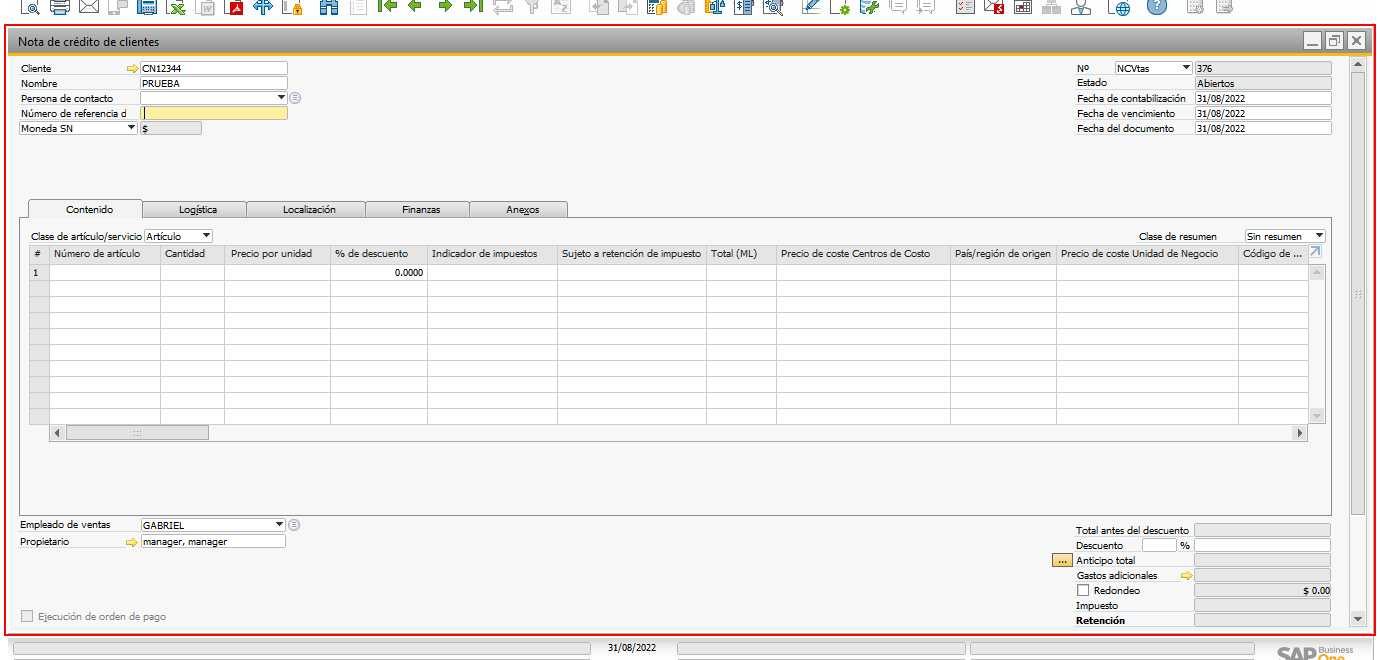 Nota de crédito de clientes
Cliente CN12344
Nombre PRUEBA
Persona de contacto
Número de referencia d
Moneda SN $
Nº NCVtas 376
Estado Abiertos
Fecha de contabilización 31/08/2022
Fecha de vencimiento 31/08/2022
Fecha del documento 31/08/2022
Contenido Logística Localización Finanzas Anexos
Clase de artículo/servicio Artículo Clase de resumen Sin resumen
# Número de artículo Cantidad Precio por unidad % de descuento Indicador de impuestos Sujeto a retención de impuesto Total (ML) Precio de coste Centros de Costo País/región de origen Precio de coste Unidad de Negocio Código de ...
1 0.0000
Empleado de ventas GABRIEL
Propietario manager, manager
Total antes del descuento
Descuento %
... Anticipo total
Gastos adicionales
Redondeo $ 0.00
Impuesto
Ejecución de orden de pago
Retención
31/08/2022
SAP Business
One